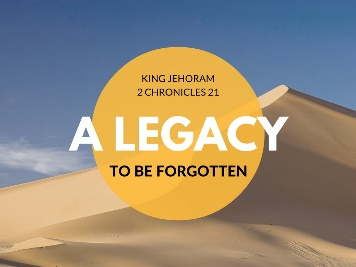 KING JEHORAM
2 CHRONICLES 21
A LEGACY
TO BE FORGOTTEN